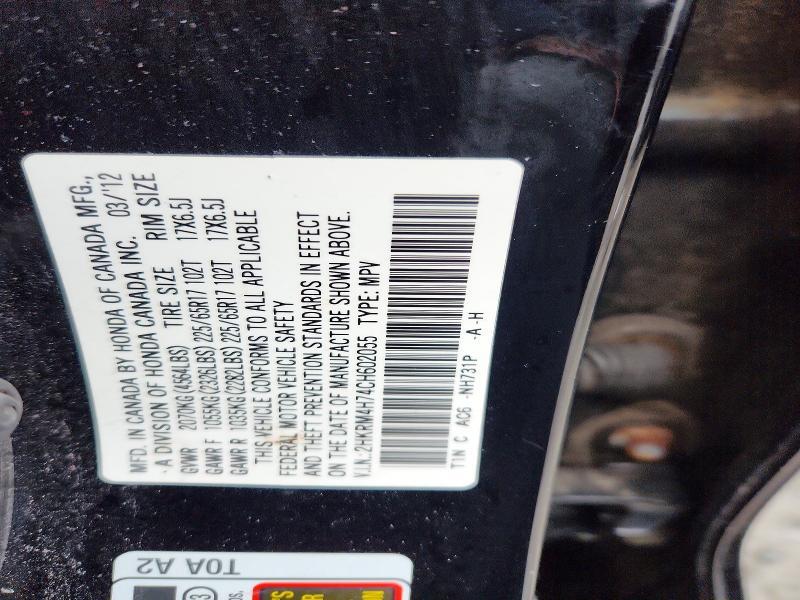 MFD. IN CANADA BY HONDA OF CANADA MFG.,
-A DIVISION OF HONDA CANADA INC. 03/'12
GVWR 2070KG (4564LBS) TIRE SIZE RIM SIZE
GAWR F 1055KG (2326LBS) 225/65R17 102T 17X6.5J
GAWR R 1035KG (2282LBS) 225/65R17 102T 17X6.5J
THIS VEHICLE CONFORMS TO ALL APPLICABLE
FEDERAL MOTOR VEHICLE SAFETY
AND THEFT PREVENTION STANDARDS IN EFFECT
ON THE DATE OF MANUFACTURE SHOWN ABOVE.
V.I.N.:2HKRM4H74CH602055 TYPE: MPV
TIN C AC6 -NH731P -A-H
T0A A2